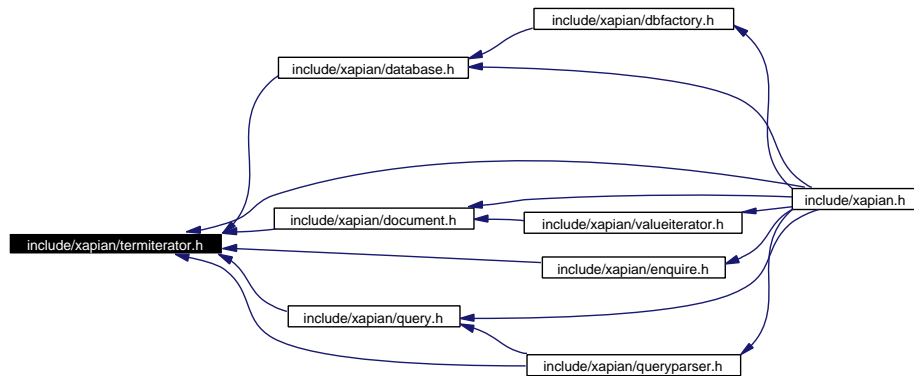 include/xapian/dbfactory.h
include/xapian/database.h
include/xapian.h
include/xapian/document.h
include/xapian/valueiterator.h
include/xapian/termiterator.h
include/xapian/enquire.h
include/xapian/query.h
include/xapian/queryparser.h